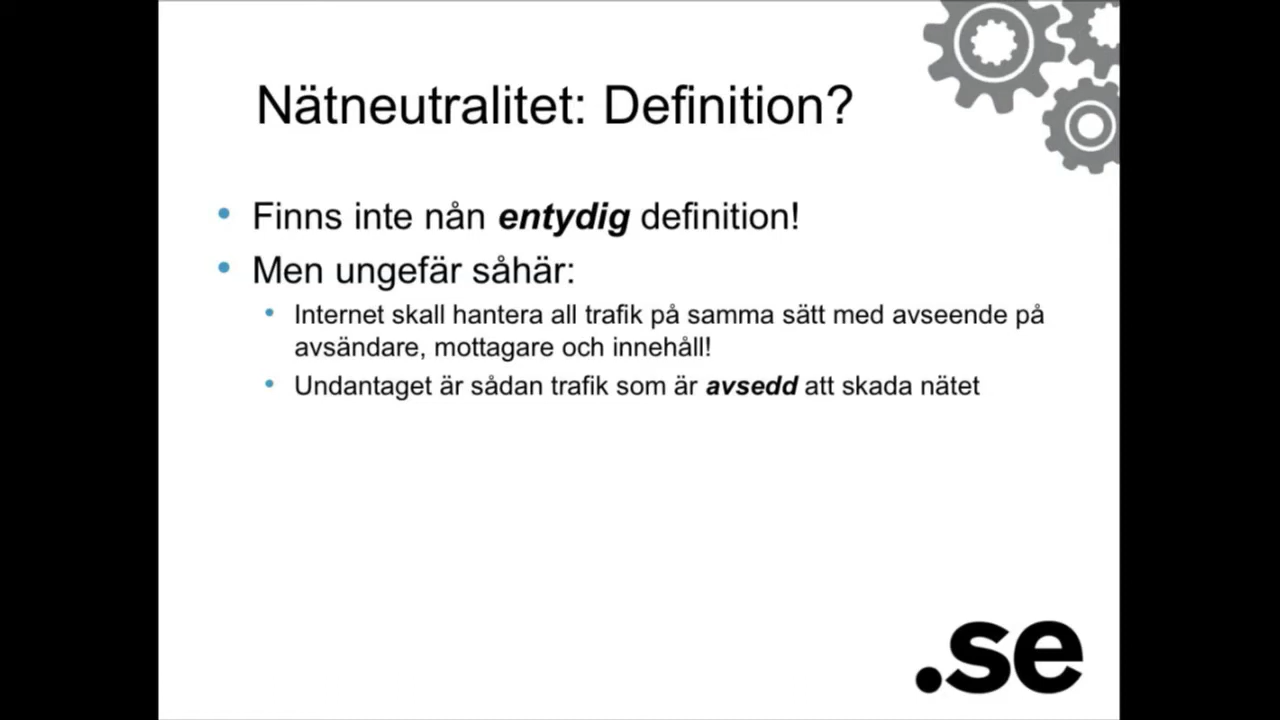 Nätneutralitet: Definition?
• Finns inte nån entydig definition!
• Men ungefär såhär:
• Internet skall hantera all trafik på samma sätt med avseende på
avsändare, mottagare och innehåll!
• Undantaget är sådan trafik som är avsedd att skada nätet
.se